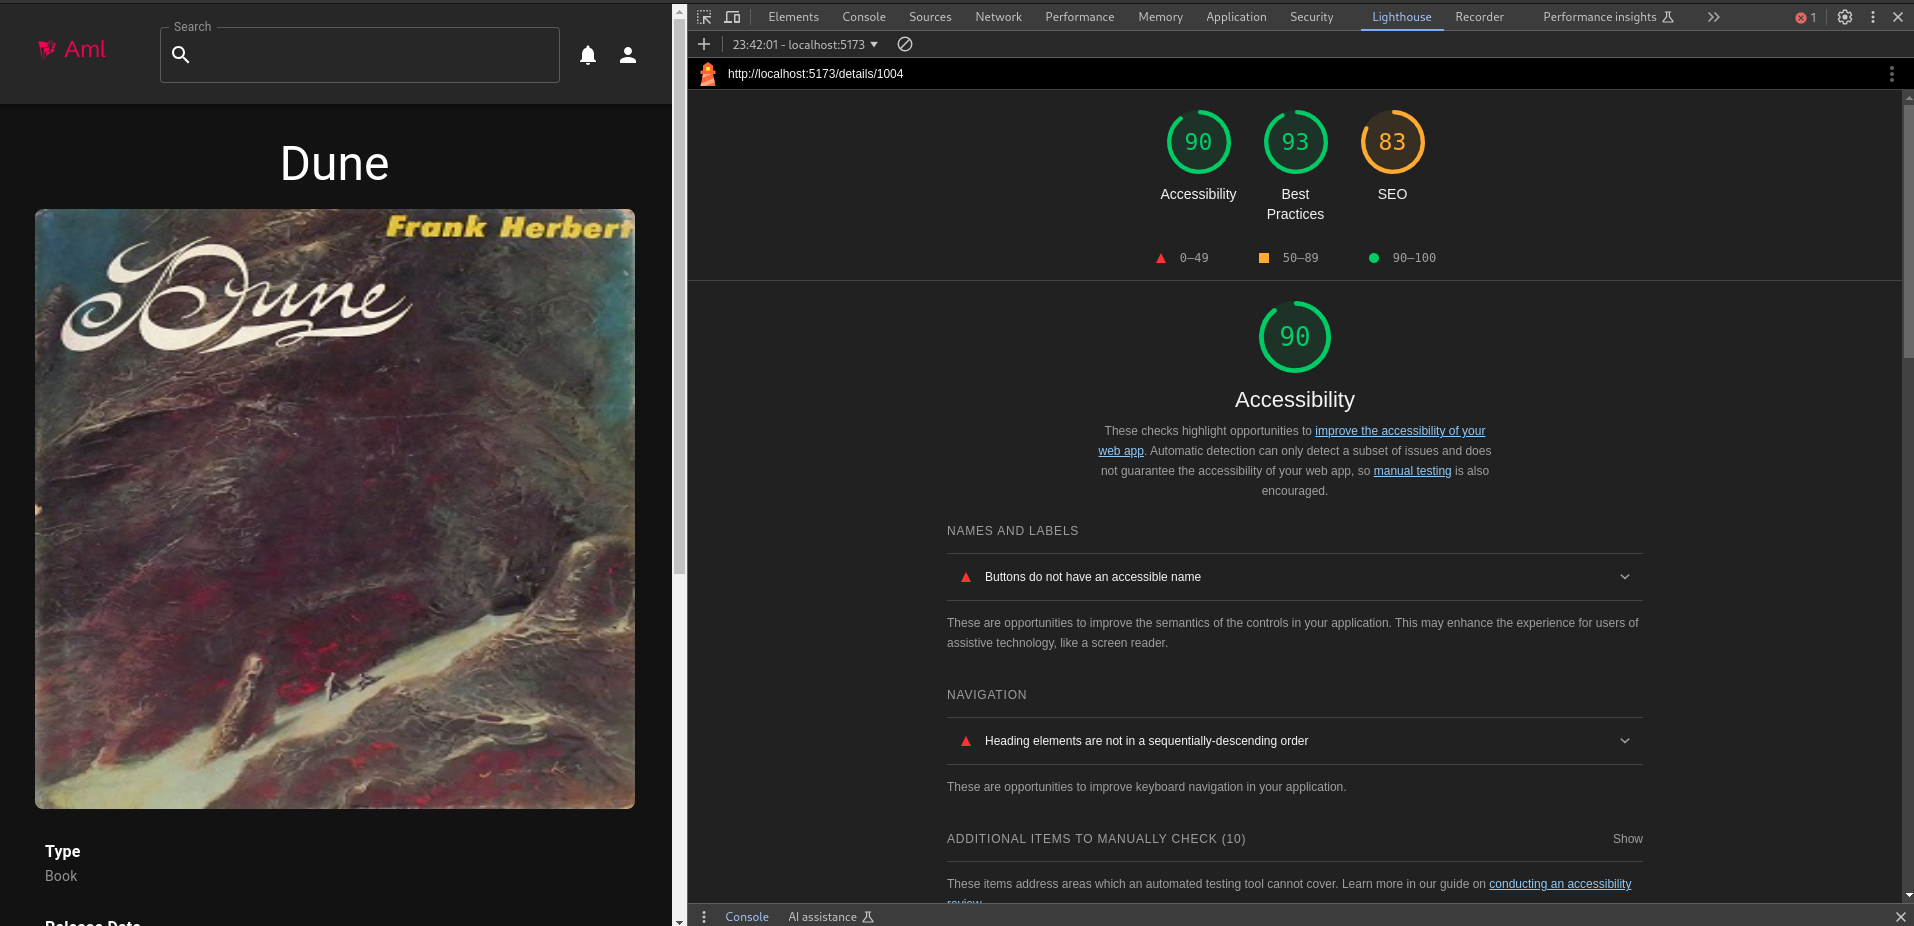 Search
Aml
Dune
Frank Herbert
Dune
Type
Book
Release Date
Elements Console Sources Network Performance Memory Application Security Lighthouse Recorder Performance insights 1
23:42:01 - localhost:5173
http://localhost:5173/details/1004
90 93 83
Accessibility Best Practices SEO
0–49 50–89 90–100
90
Accessibility
These checks highlight opportunities to improve the accessibility of your
web app. Automatic detection can only detect a subset of issues and does
not guarantee the accessibility of your web app, so manual testing is also
encouraged.
NAMES AND LABELS
Buttons do not have an accessible name
These are opportunities to improve the semantics of the controls in your application. This may enhance the experience for users of
assistive technology, like a screen reader.
NAVIGATION
Heading elements are not in a sequentially-descending order
These are opportunities to improve keyboard navigation in your application.
ADDITIONAL ITEMS TO MANUALLY CHECK (10) Show
These items address areas which an automated testing tool cannot cover. Learn more in our guide on conducting an accessibility
review.
Console AI assistance